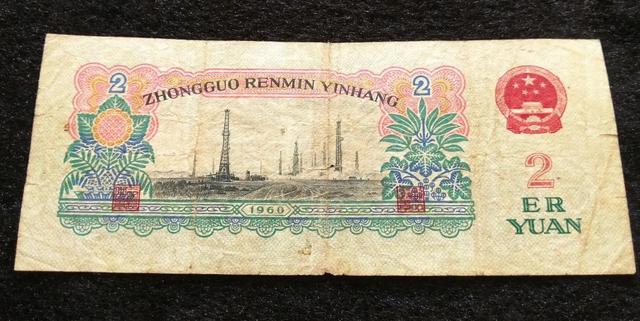 2
2
ZHONGGUO RENMIN YINHANG
1960
2
ER
YUAN